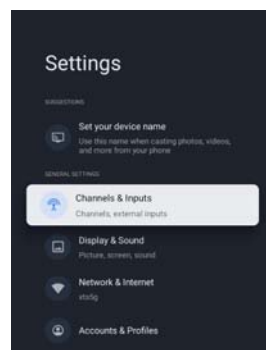 Settings
SUGGESTIONS
Set your device name
Use this name when casting photos, videos,
and more from your phone
GENERAL SETTINGS
Channels & Inputs
Channels, external inputs
Display & Sound
Picture, screen, sound
Network & Internet
Accounts & Profiles